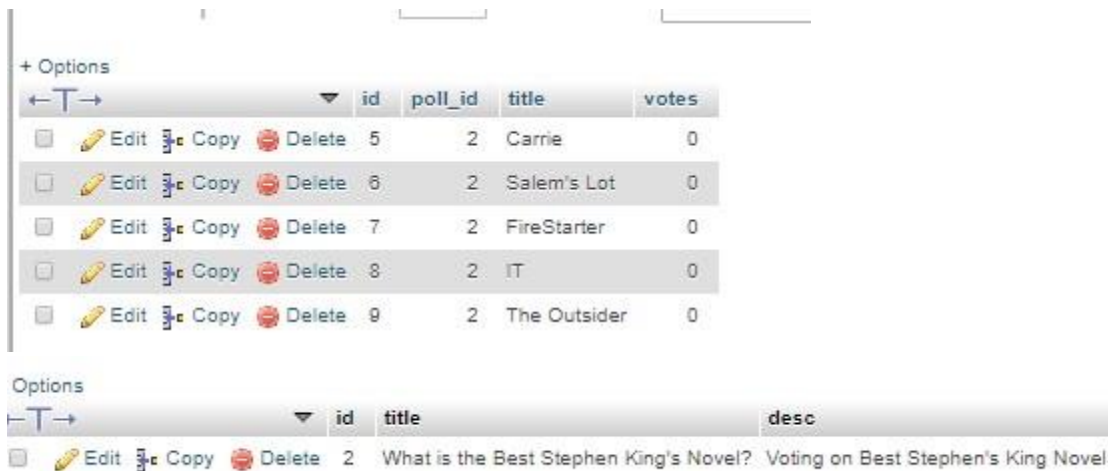 + Options
←T→ id poll_id title votes
Edit Copy Delete 5 2 Carrie 0
Edit Copy Delete 6 2 Salem's Lot 0
Edit Copy Delete 7 2 FireStarter 0
Edit Copy Delete 8 2 IT 0
Edit Copy Delete 9 2 The Outsider 0
Options
←T→ id title desc
Edit Copy Delete 2 What is the Best Stephen King's Novel? Voting on Best Stephen's King Novel